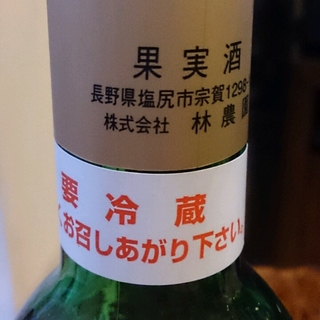 果実酒
長野県塩尻市宗賀1298-
株式会社 林農園
要冷蔵
くお召しあがり下さい。